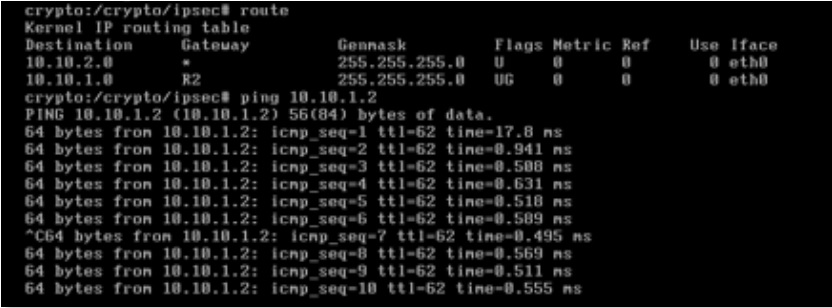 crypto:/crypto/ipsec# route
Kernel IP routing table
Destination Gateway Genmask Flags Metric Ref Use Iface
10.10.2.0 * 255.255.255.0 U 0 0 0 eth0
10.10.1.0 R2 255.255.255.0 UG 0 0 0 eth0
crypto:/crypto/ipsec# ping 10.10.1.2
PING 10.10.1.2 (10.10.1.2) 56(84) bytes of data.
64 bytes from 10.10.1.2: icmp_seq=1 ttl=62 time=17.8 ms
64 bytes from 10.10.1.2: icmp_seq=2 ttl=62 time=0.941 ms
64 bytes from 10.10.1.2: icmp_seq=3 ttl=62 time=0.508 ms
64 bytes from 10.10.1.2: icmp_seq=4 ttl=62 time=0.631 ms
64 bytes from 10.10.1.2: icmp_seq=5 ttl=62 time=0.518 ms
64 bytes from 10.10.1.2: icmp_seq=6 ttl=62 time=0.589 ms
^C64 bytes from 10.10.1.2: icmp_seq=7 ttl=62 time=0.495 ms
64 bytes from 10.10.1.2: icmp_seq=8 ttl=62 time=0.569 ms
64 bytes from 10.10.1.2: icmp_seq=9 ttl=62 time=0.511 ms
64 bytes from 10.10.1.2: icmp_seq=10 ttl=62 time=0.555 ms